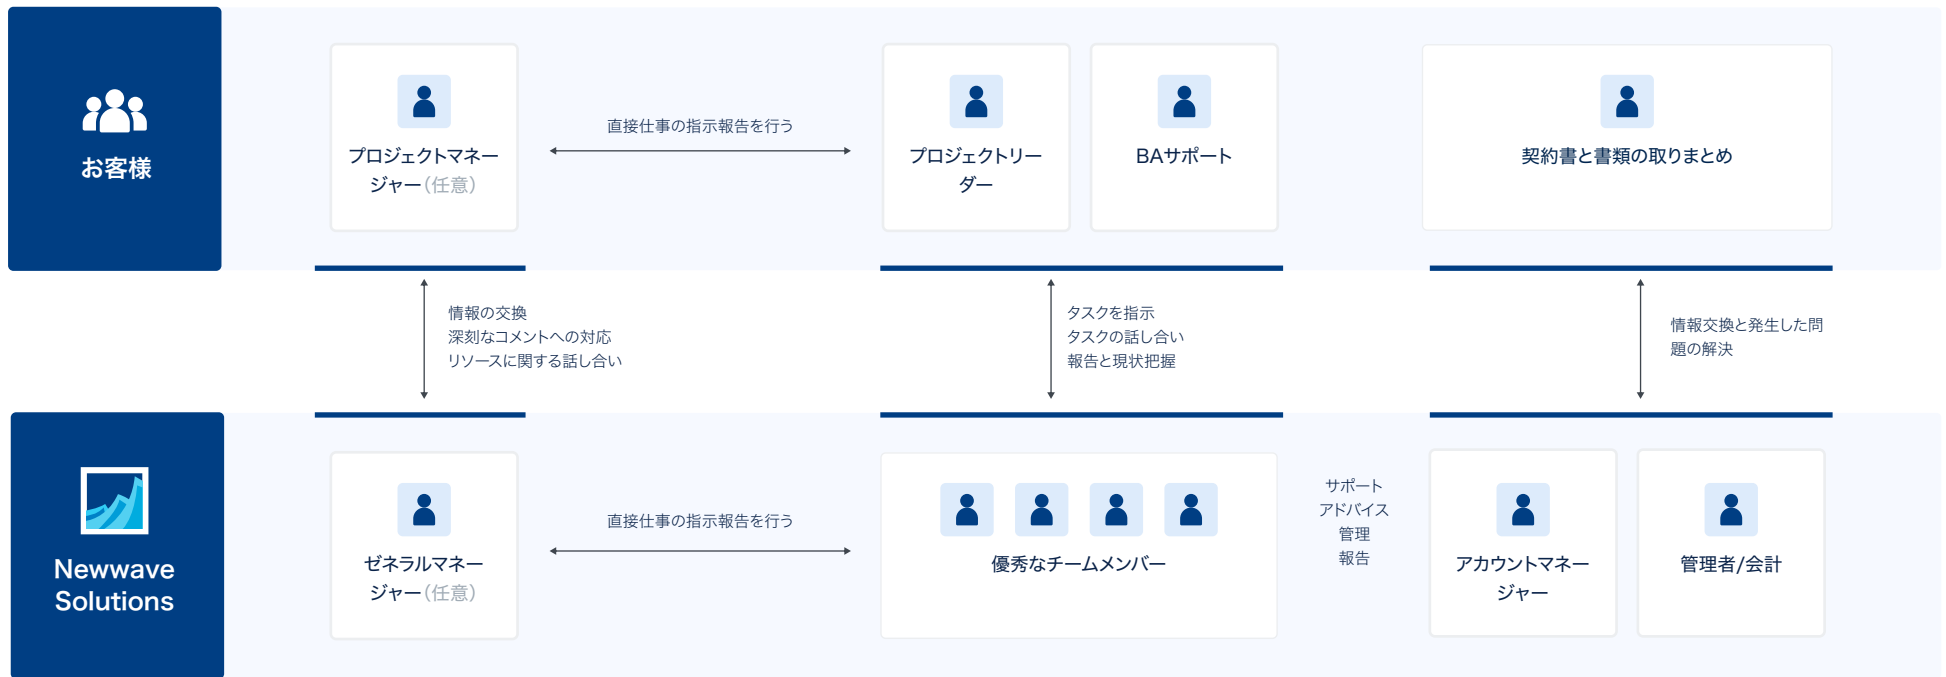 お客様
プロジェクトマネー
ジャー(任意)
直接仕事の指示報告を行う
プロジェクトリー
ダー
BAサポート
契約書と書類の取りまとめ
情報の交換
深刻なコメントへの対応
リソースに関する話し合い
タスクを指示
タスクの話し合い
報告と現状把握
情報交換と発生した問
題の解決
Newwave
Solutions
ゼネラルマネー
ジャー(任意)
直接仕事の指示報告を行う
優秀なチームメンバー
サポート
アドバイス
管理
報告
アカウントマネー
ジャー
管理者/会計